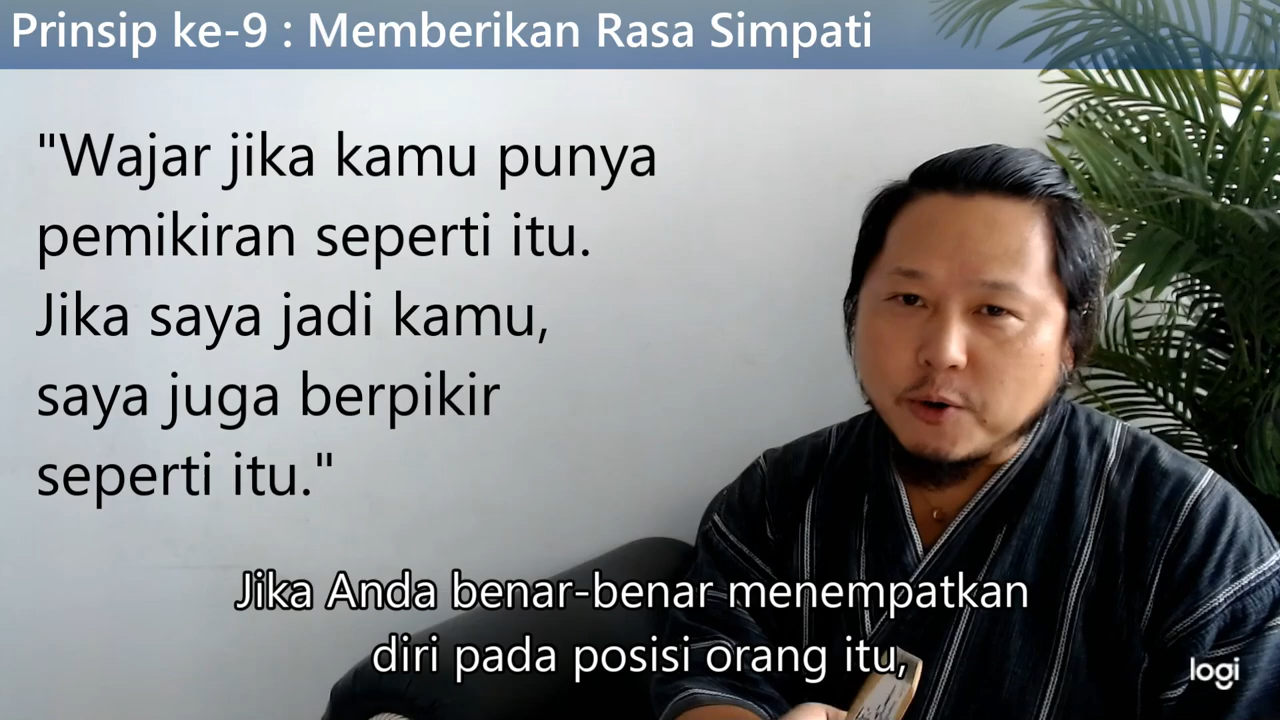 Prinsip ke-9 : Memberikan Rasa Simpati
"Wajar jika kamu punya
pemikiran seperti itu.
Jika saya jadi kamu,
saya juga berpikir
seperti itu."
Jika Anda benar-benar menempatkan
diri pada posisi orang itu,
logi